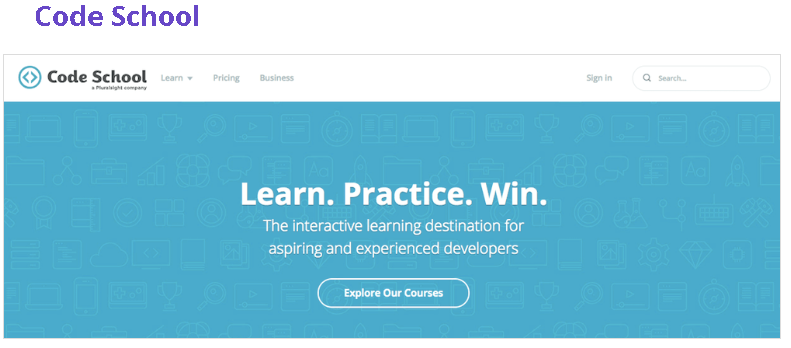 Code School
Code School
a Pluralsight company
Learn
Pricing
Business
Sign In
Search...
Learn. Practice. Win.
The interactive learning destination for
aspiring and experienced developers
Explore Our Courses